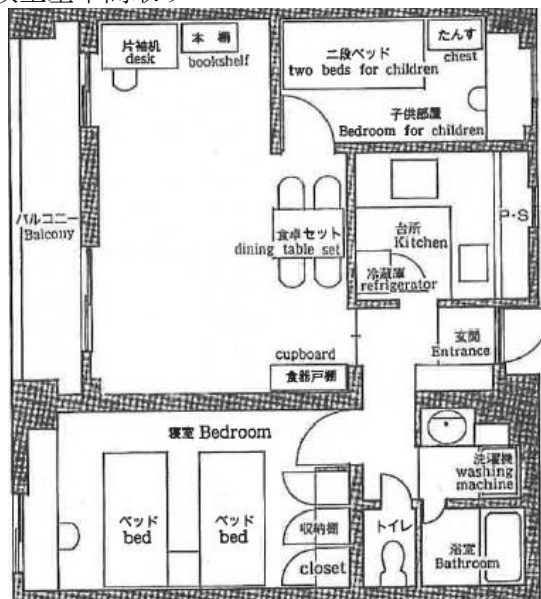 片袖机
desk
本 棚
bookshelf
二段ベッド
two beds for children
たんす
chest
子供部屋
Bedroom for children
バルコニー
Balcony
食卓セット
dining table set
台所
Kitchen
P・S
冷蔵庫
refrigerator
玄関
Entrance
cupboard
食器戸棚
寝室 Bedroom
洗濯機
washing
machine
ベッド
bed
ベッド
bed
収納棚
closet
トイレ
浴室
Bathroom